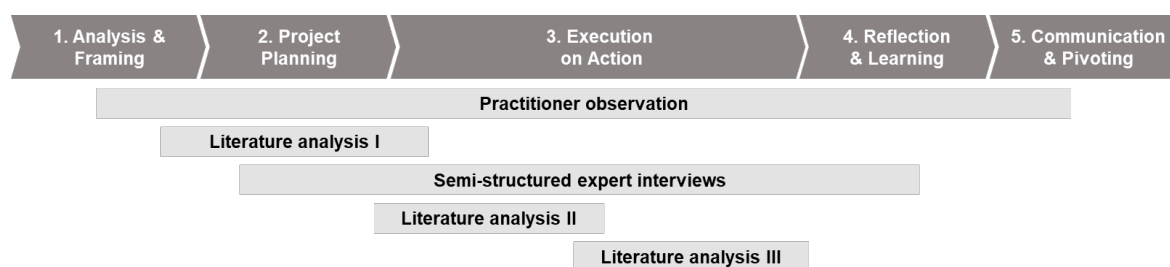 1. Analysis &
Framing
2. Project
Planning
3. Execution
on Action
4. Reflection
& Learning
5. Communication
& Pivoting
Practitioner observation
Literature analysis I
Semi-structured expert interviews
Literature analysis II
Literature analysis III